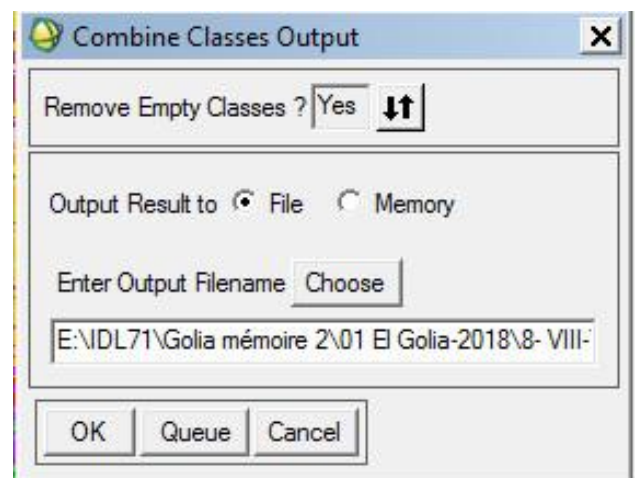 Combine Classes Output
Remove Empty Classes ? Yes
Output Result to File Memory
Enter Output Filename Choose
E:\IDL71\Golia mémoire 2\01 El Golia-2018\8- VIII-
OK Queue Cancel